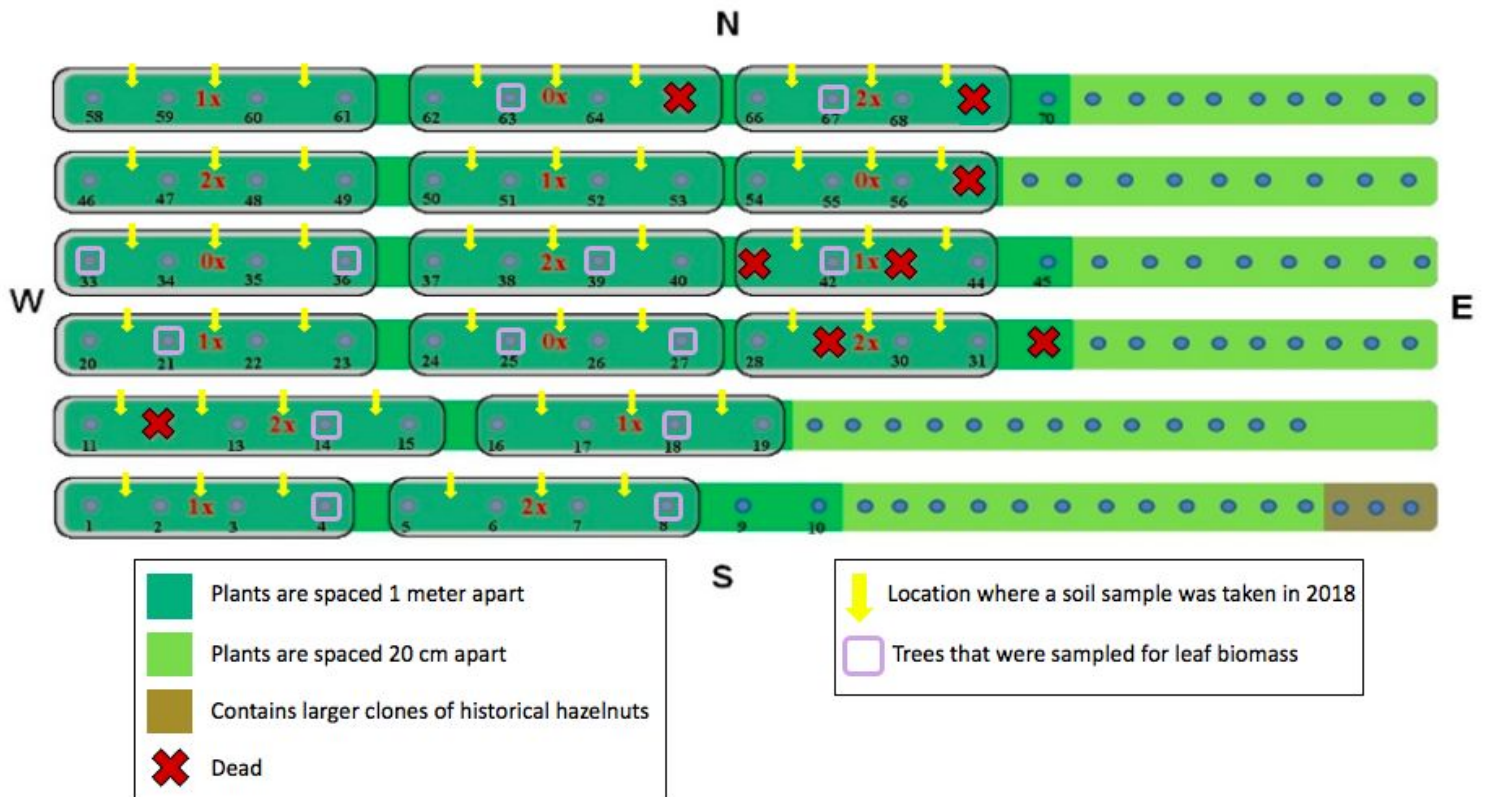 N
1x 0x 2x
58 59 60 61 62 63 64 66 67 68 70
2x 1x 0x
46 47 48 49 50 51 52 53 54 55 56
0x 2x 1x
33 34 35 36 37 38 39 40 42 44 45
W
E
1x 0x 2x
20 21 22 23 24 25 26 27 28 30 31
2x 1x
11 13 14 15 16 17 18 19
1x 2x
1 2 3 4 5 6 7 8 9 10
S
Plants are spaced 1 meter apart
Plants are spaced 20 cm apart
Contains larger clones of historical hazelnuts
Dead
Location where a soil sample was taken in 2018
Trees that were sampled for leaf biomass